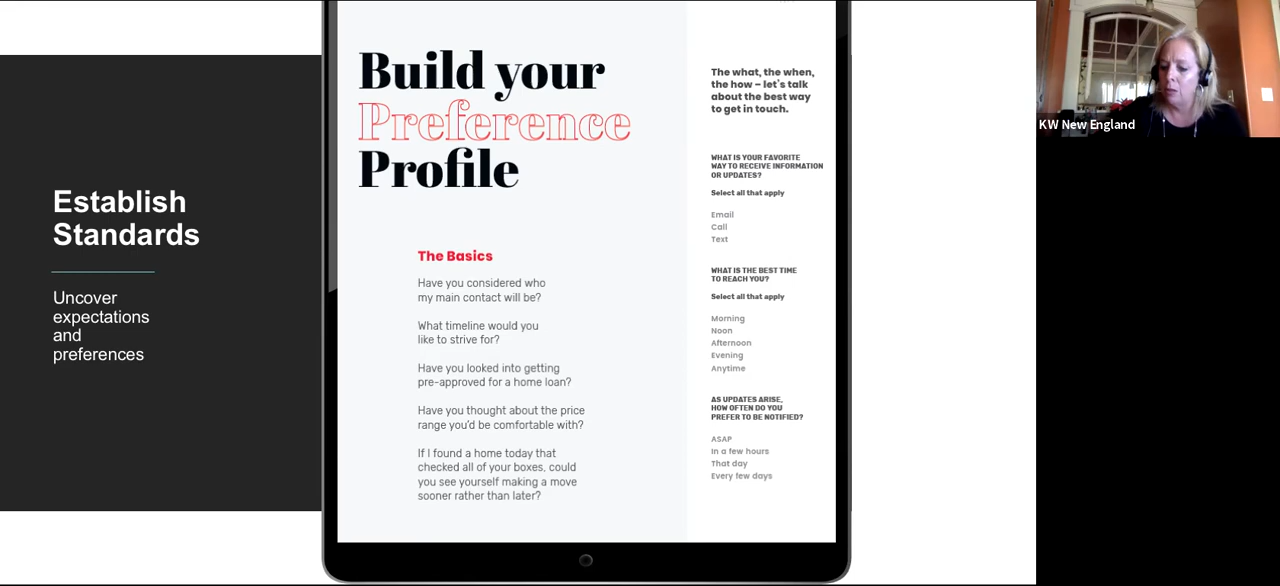 Establish
Standards
Uncover
expectations
and
preferences
Build your
Preference
Profile
The Basics
Have you considered who
my main contact will be?
What timeline would you
like to strive for?
Have you looked into getting
pre-approved for a home loan?
Have you thought about the price
range you'd be comfortable with?
If I found a home today that
checked all of your boxes, could
you see yourself making a move
sooner rather than later?
The what, the when,
the how – let's talk
about the best way
to get in touch.
WHAT IS YOUR FAVORITE
WAY TO RECEIVE INFORMATION
OR UPDATES?
Select all that apply
Email
Call
Text
WHAT IS THE BEST TIME
TO REACH YOU?
Select all that apply
Morning
Noon
Afternoon
Evening
Anytime
AS UPDATES ARISE,
HOW OFTEN DO YOU
PREFER TO BE NOTIFIED?
ASAP
In a few hours
That day
Every few days
KW New England